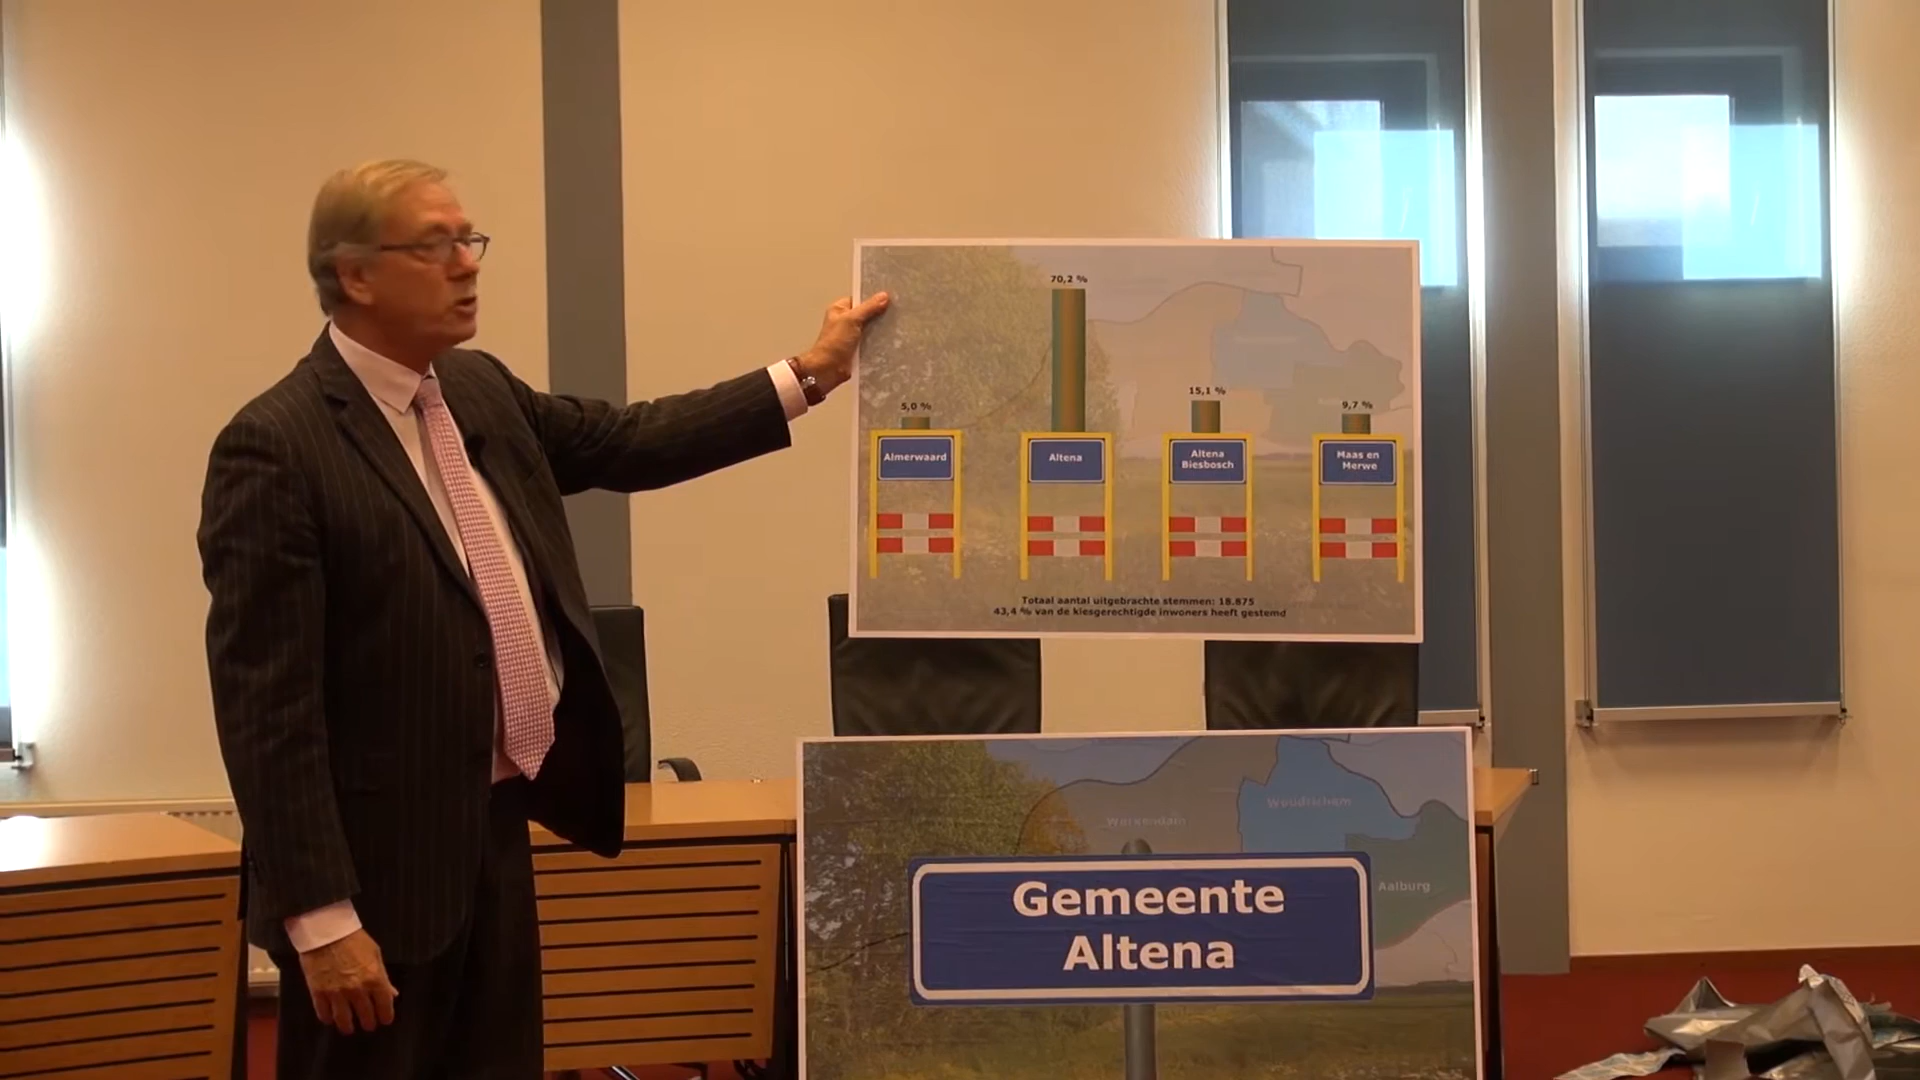 70,2 %
15,1 %
5,0 %
9,7 %
Almerwaard
Altena
Altena
Biesbosch
Maas en
Merwe
Totaal aantal uitgebrachte stemmen: 18.875
43,4 % van de kiesgerechtigde inwoners heeft gestemd
Woudrichem
Werkendam
Aalburg
Gemeente
Altena